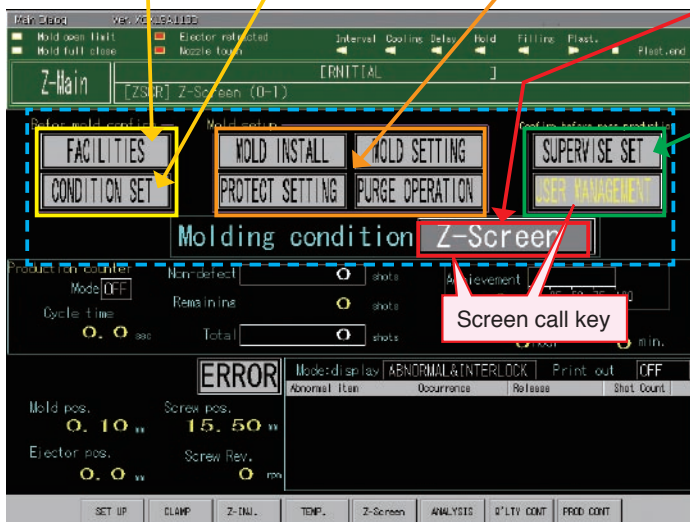 Main Dialog Ver.
Mold open limit Ejector retracted Interval Cooling Delay Hold Filling Plast.
Mold full close Nozzle touch Plast.end
Z-Main [ERNITIAL ]
[ZSCR] Z-Screen (0-1)
Mold setup
FACILITIES MOLD INSTALL MOLD SETTING SUPERVISE SET
CONDITION SET PROTECT SETTING PURGE OPERATION USER MANAGEMENT
Molding condition Z-Screen
Production counter Non-defect 0 shots Achievement
Mode OFF
Remaining 0 shots
Cycle time
0.0 sec Total 0 shots min.
Screen call key
ERROR Mode:display ABNORMAL&INTERLOCK Print out OFF
Abnormal item Occurrence Release Shot Count
Mold pos. Screw pos.
0.10 15.50
Ejector pos. Screw Rev.
0.0 0 rpm
SET UP CLAMP Z-INJ. TEMP. Z-Screen ANALYSIS Q'LTY CONT PROD CONT